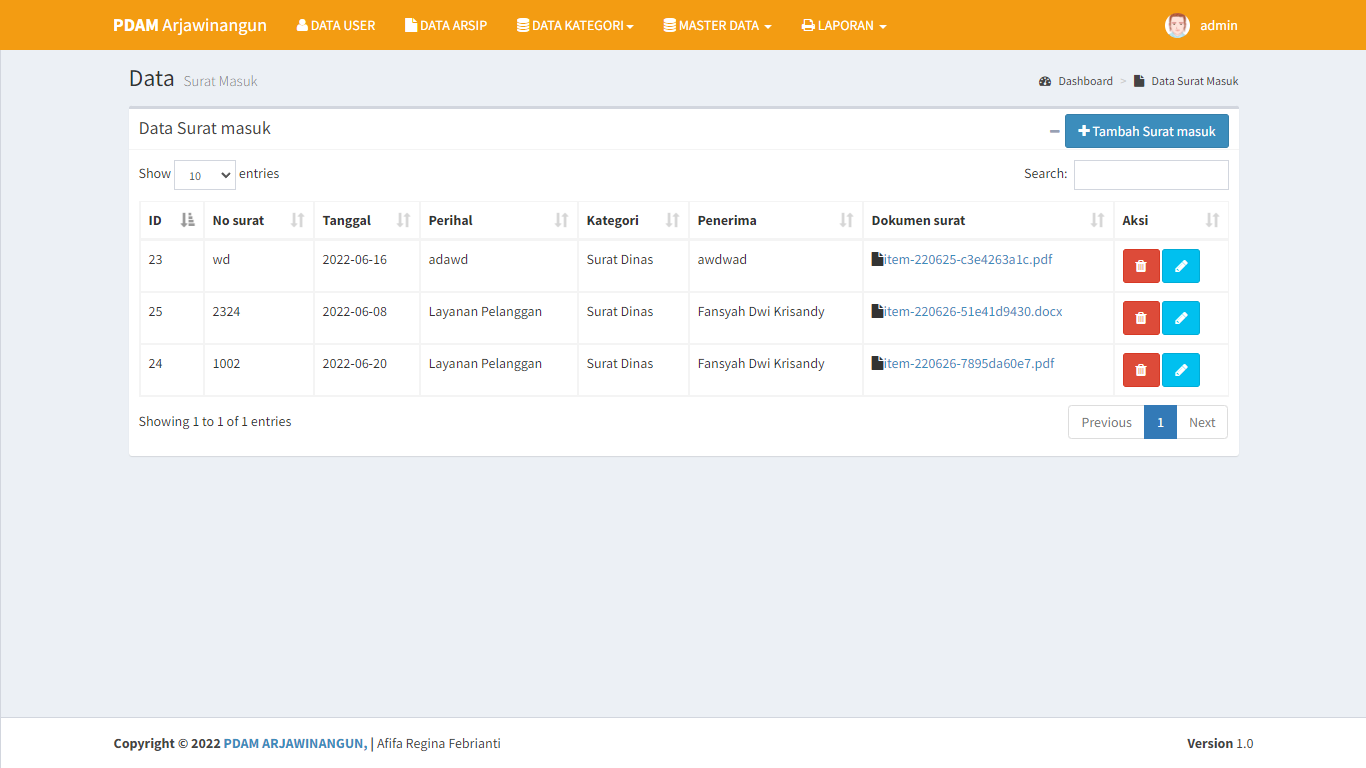 PDAM Arjawinangun DATA USER DATA ARSIP DATA KATEGORI MASTER DATA LAPORAN admin
Data Surat Masuk Dashboard > Data Surat Masuk
Data Surat masuk Tambah Surat masuk
Show 10 entries Search:
ID No surat Tanggal Perihal Kategori Penerima Dokumen surat Aksi
23 wd 2022-06-16 adawd Surat Dinas awdwad item-220625-c3e4263a1c.pdf
25 2324 2022-06-08 Layanan Pelanggan Surat Dinas Fansyah Dwi Krisandy item-220626-51e41d9430.docx
24 1002 2022-06-20 Layanan Pelanggan Surat Dinas Fansyah Dwi Krisandy item-220626-7895da60e7.pdf
Showing 1 to 1 of 1 entries Previous 1 Next
Copyright © 2022 PDAM ARJAWINANGUN, | Afifa Regina Febrianti Version 1.0